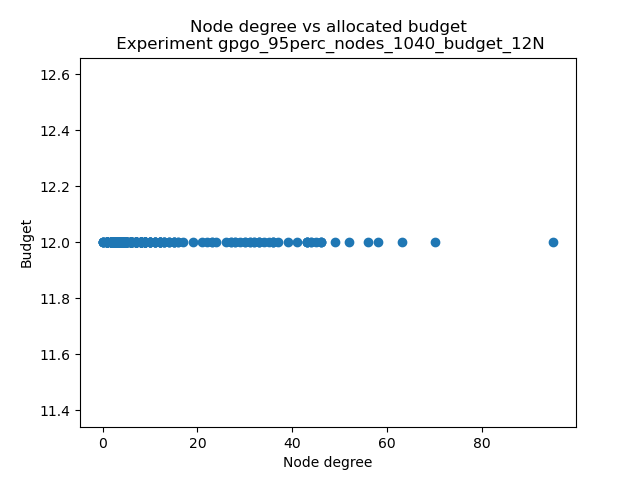 Node degree vs allocated budget
Experiment gpgo_95perc_nodes_1040_budget_12N
12.6
12.4
12.2
12.0
11.8
11.6
11.4
Budget
0 20 40 60 80
Node degree